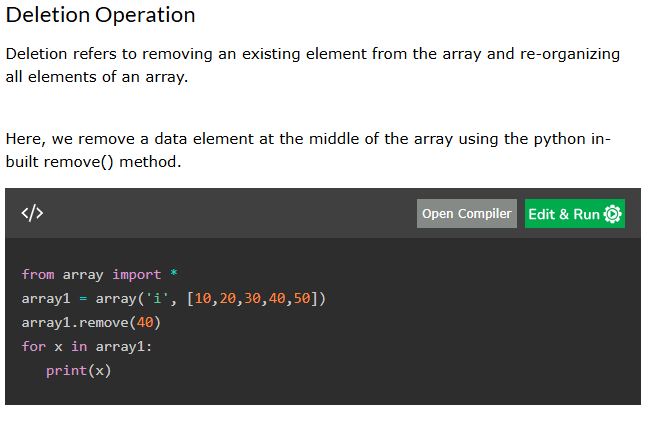 Deletion Operation
Deletion refers to removing an existing element from the array and re-organizing
all elements of an array.
Here, we remove a data element at the middle of the array using the python in-
built remove() method.
</> Open Compiler Edit & Run
from array import *
array1 = array('i', [10,20,30,40,50])
array1.remove(40)
for x in array1:
   print(x)